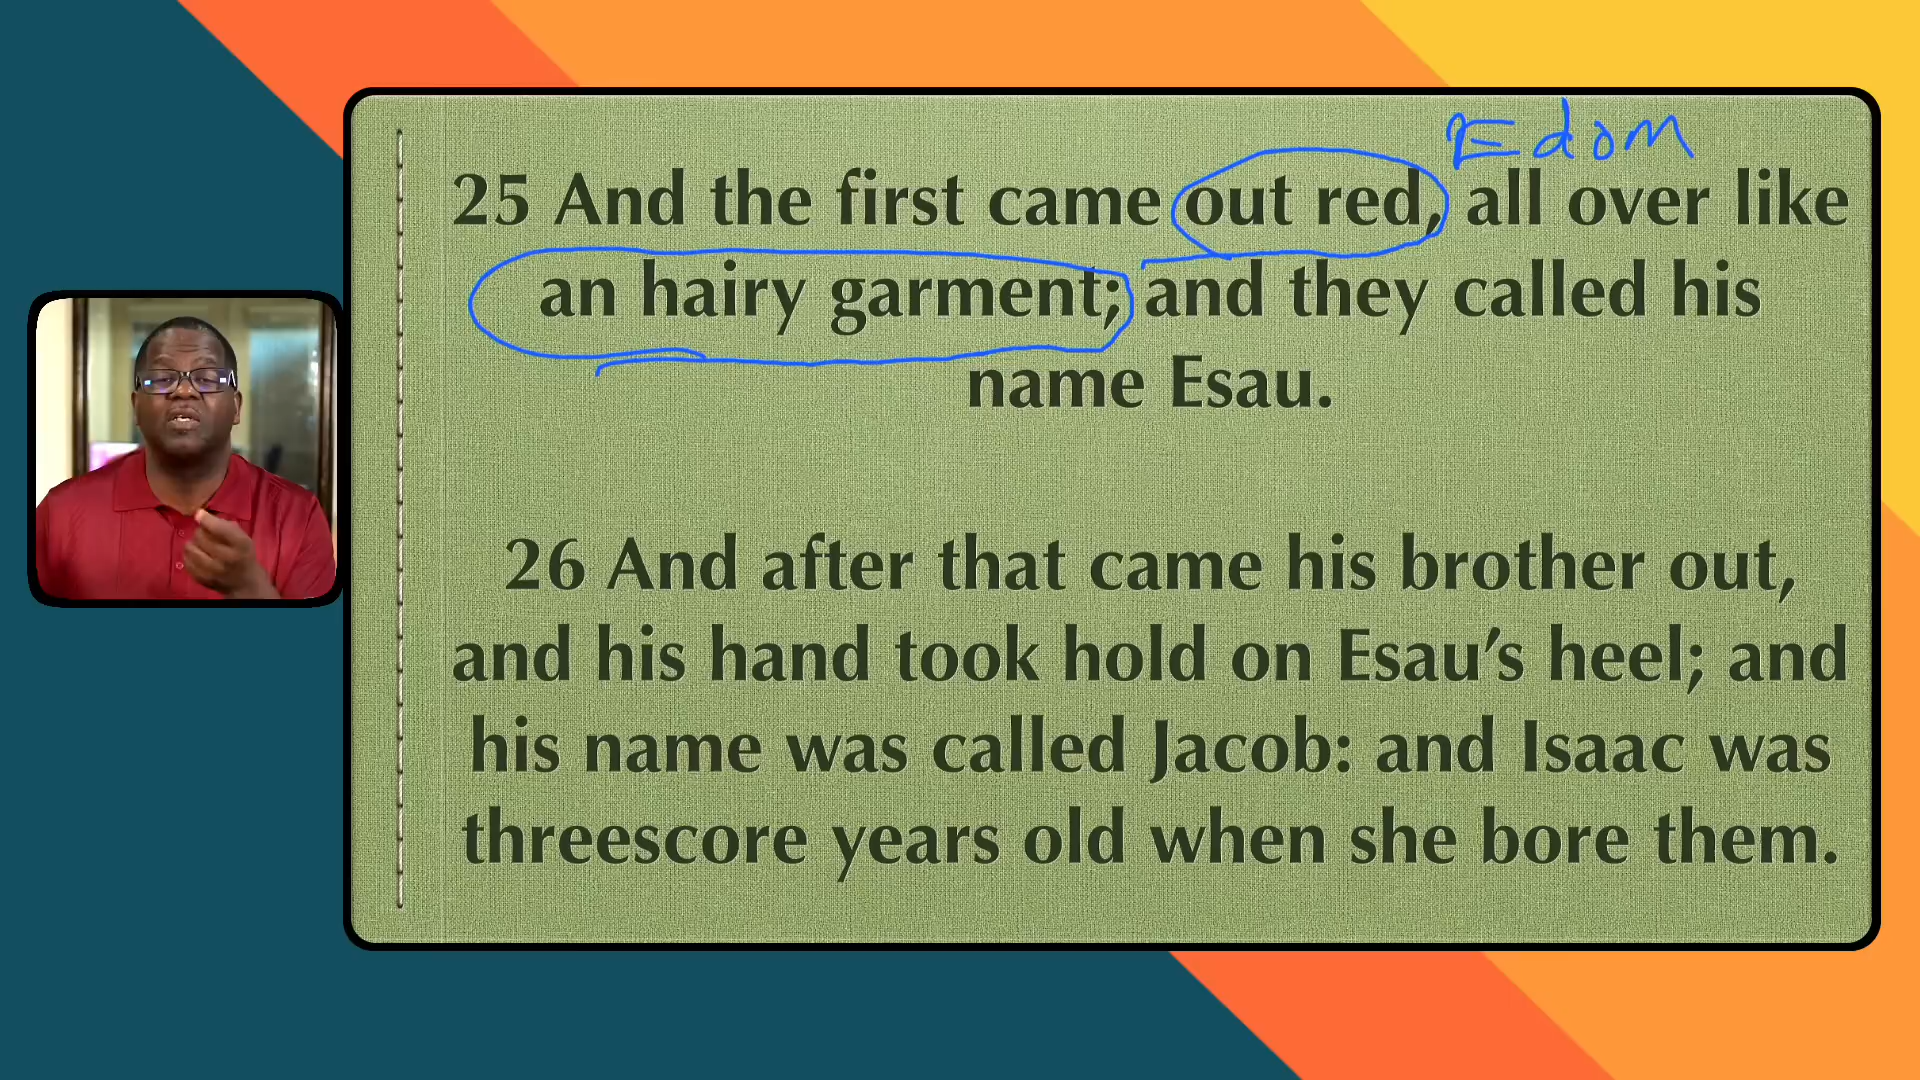 Edom
25 And the first came out red, all over like
an hairy garment; and they called his
name Esau.
26 And after that came his brother out,
and his hand took hold on Esau’s heel; and
his name was called Jacob: and Isaac was
threescore years old when she bore them.